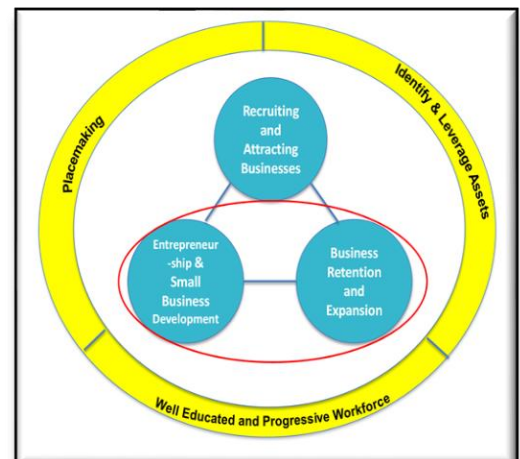 Placemaking
Identify & Leverage Assets
Recruiting
and
Attracting
Businesses
Entrepreneur
-ship &
Small
Business
Development
Business
Retention
and
Expansion
Well Educated and Progressive Workforce